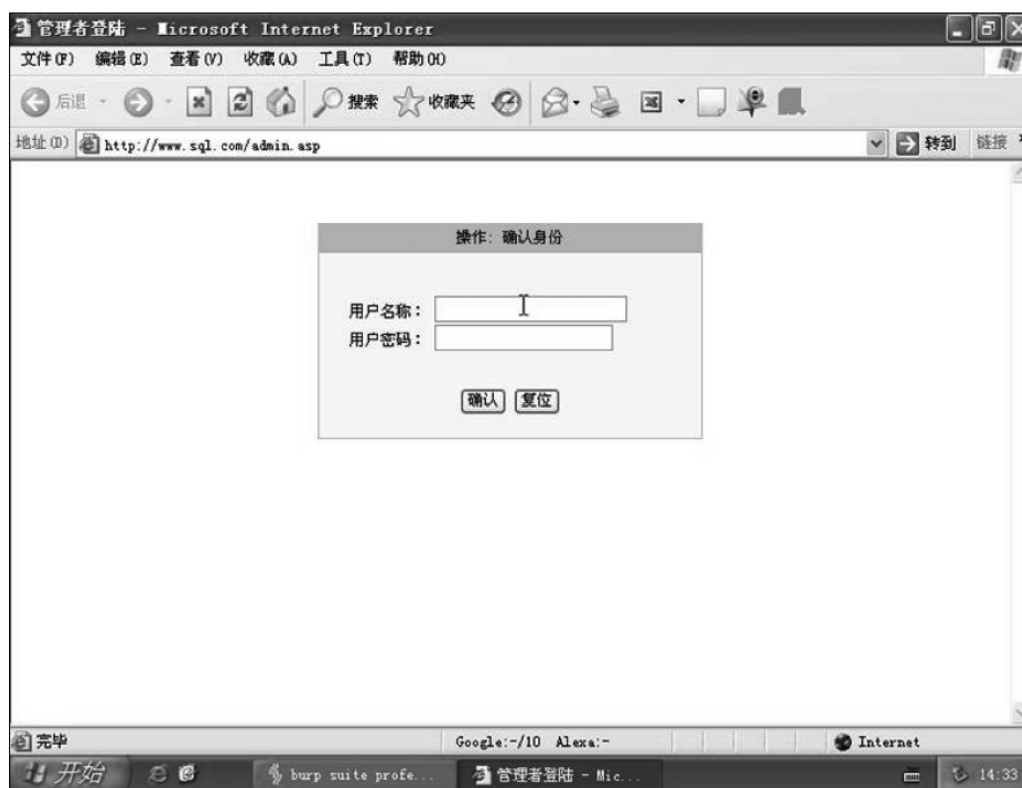 管理者登陆 - Microsoft Internet Explorer
文件(F) 编辑(E) 查看(V) 收藏(A) 工具(T) 帮助(H)
后退 搜索 收藏夹
地址(D) http://www.sql.com/admin.asp 转到 链接
操作: 确认身份
用户名称：
用户密码：
确认 复位
完毕 Google:-/10 Alexa:- Internet
开始 burp suite profe... 管理者登陆 - Mic... 14:33